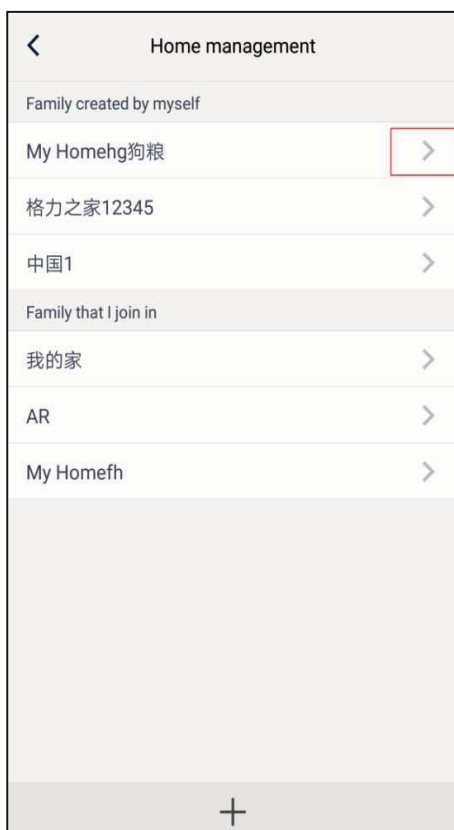 Home management
Family created by myself
My Homehg狗粮
格力之家12345
中国1
Family that I join in
我的家
AR
My Homefh